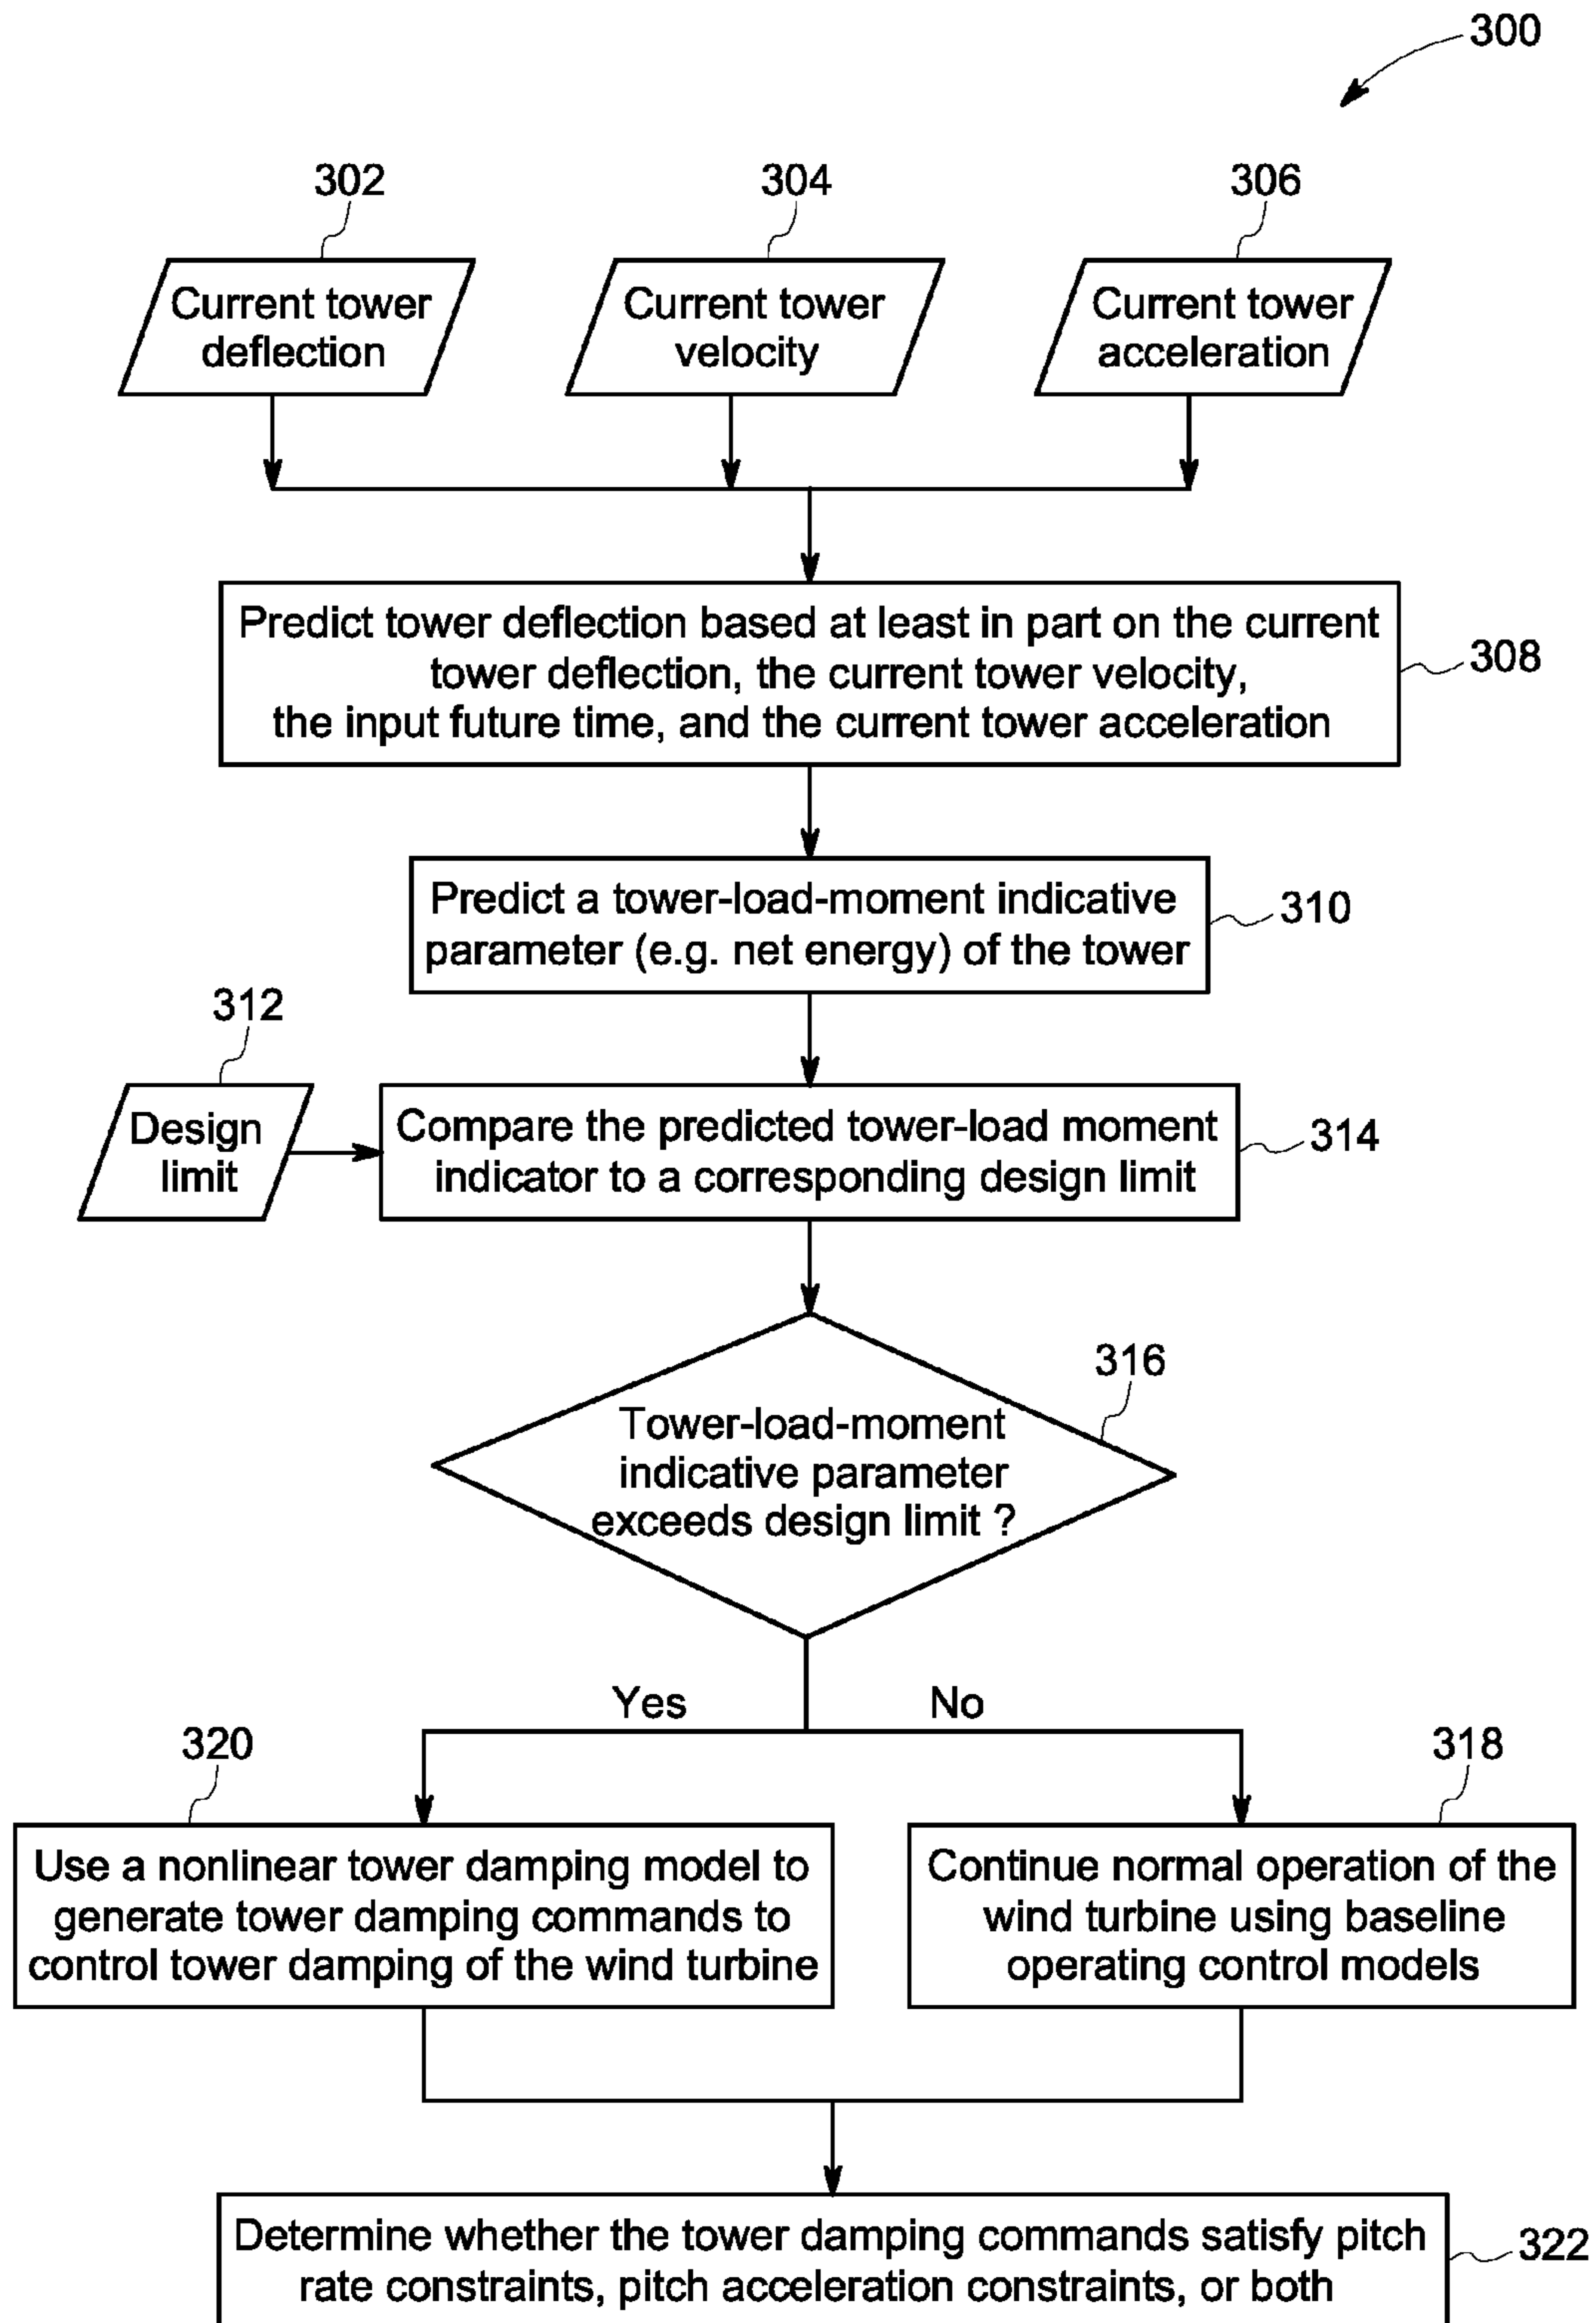 300
302
304
306
Current tower
deflection
Current tower
velocity
Current tower
acceleration
Predict tower deflection based at least in part on the current
tower deflection, the current tower velocity,
the input future time, and the current tower acceleration
308
Predict a tower-load-moment indicative
parameter (e.g. net energy) of the tower
310
312
Design
limit
Compare the predicted tower-load moment
indicator to a corresponding design limit
314
316
Tower-load-moment
indicative parameter
exceeds design limit ?
Yes
No
320
318
Use a nonlinear tower damping model to
generate tower damping commands to
control tower damping of the wind turbine
Continue normal operation of the
wind turbine using baseline
operating control models
Determine whether the tower damping commands satisfy pitch
rate constraints, pitch acceleration constraints, or both
322